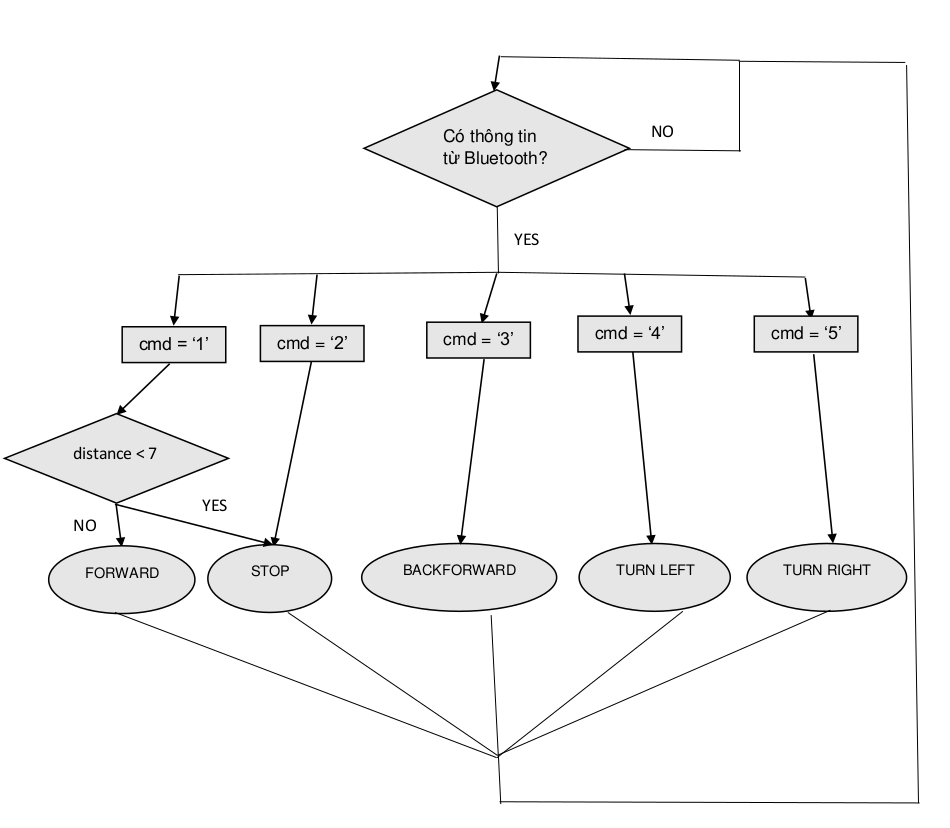 Có thông tin
từ Bluetooth?
NO
YES
cmd = ‘1’
cmd = ‘2’
cmd = ‘3’
cmd = ‘4’
cmd = ‘5’
distance < 7
YES
NO
FORWARD
STOP
BACKFORWARD
TURN LEFT
TURN RIGHT